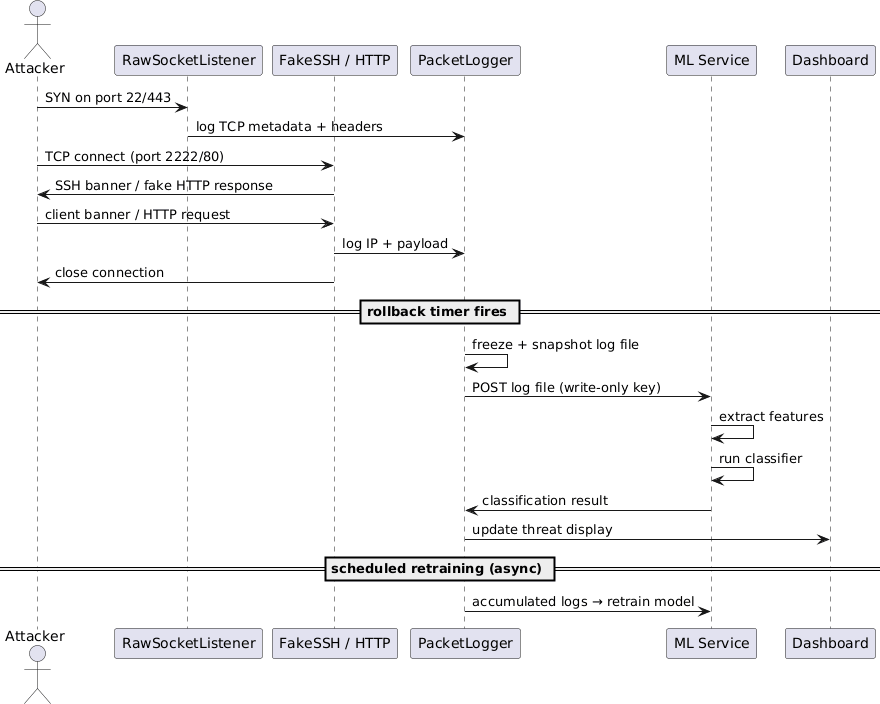 Attacker
RawSocketListener
FakeSSH / HTTP
PacketLogger
ML Service
Dashboard
SYN on port 22/443
log TCP metadata + headers
TCP connect (port 2222/80)
SSH banner / fake HTTP response
client banner / HTTP request
log IP + payload
close connection
rollback timer fires
freeze + snapshot log file
POST log file (write-only key)
extract features
run classifier
classification result
update threat display
scheduled retraining (async)
accumulated logs → retrain model
Attacker
RawSocketListener
FakeSSH / HTTP
PacketLogger
ML Service
Dashboard